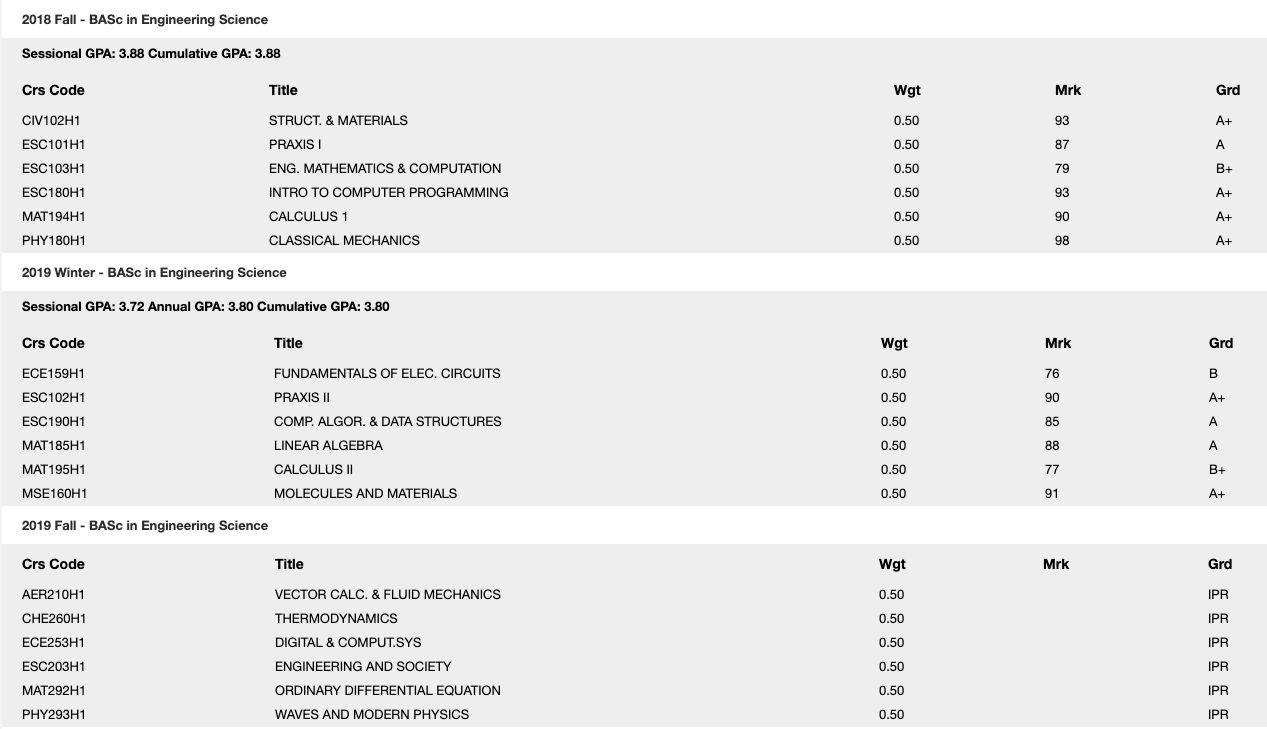 2018 Fall - BASc in Engineering Science
Sessional GPA: 3.88 Cumulative GPA: 3.88
Crs Code Title Wgt Mrk Grd
CIV102H1 STRUCT. & MATERIALS 0.50 93 A+
ESC101H1 PRAXIS I 0.50 87 A
ESC103H1 ENG. MATHEMATICS & COMPUTATION 0.50 79 B+
ESC180H1 INTRO TO COMPUTER PROGRAMMING 0.50 93 A+
MAT194H1 CALCULUS 1 0.50 90 A+
PHY180H1 CLASSICAL MECHANICS 0.50 98 A+
2019 Winter - BASc in Engineering Science
Sessional GPA: 3.72 Annual GPA: 3.80 Cumulative GPA: 3.80
Crs Code Title Wgt Mrk Grd
ECE159H1 FUNDAMENTALS OF ELEC. CIRCUITS 0.50 76 B
ESC102H1 PRAXIS II 0.50 90 A+
ESC190H1 COMP. ALGOR. & DATA STRUCTURES 0.50 85 A
MAT185H1 LINEAR ALGEBRA 0.50 88 A
MAT195H1 CALCULUS II 0.50 77 B+
MSE160H1 MOLECULES AND MATERIALS 0.50 91 A+
2019 Fall - BASc in Engineering Science
Crs Code Title Wgt Mrk Grd
AER210H1 VECTOR CALC. & FLUID MECHANICS 0.50 IPR
CHE260H1 THERMODYNAMICS 0.50 IPR
ECE253H1 DIGITAL & COMPUT.SYS 0.50 IPR
ESC203H1 ENGINEERING AND SOCIETY 0.50 IPR
MAT292H1 ORDINARY DIFFERENTIAL EQUATION 0.50 IPR
PHY293H1 WAVES AND MODERN PHYSICS 0.50 IPR